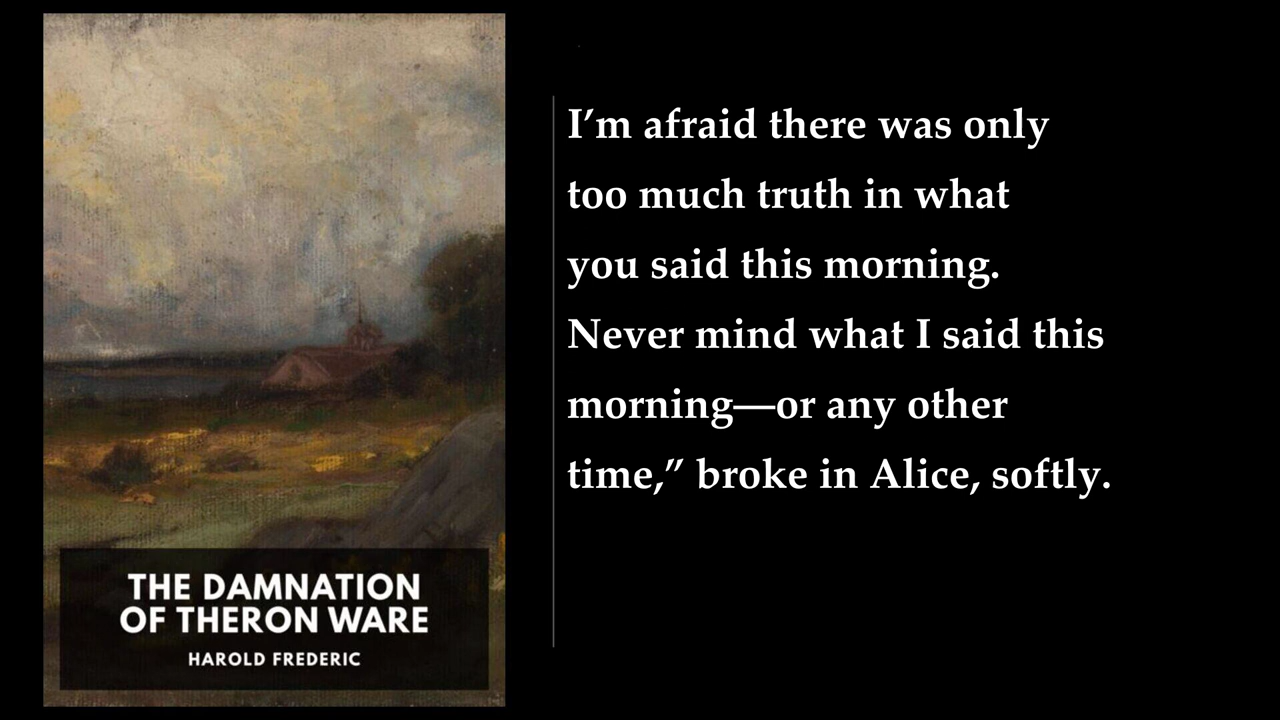 THE DAMNATION
OF THERON WARE
HAROLD FREDERIC
I’m afraid there was only
too much truth in what
you said this morning.
Never mind what I said this
morning—or any other
time,” broke in Alice, softly.